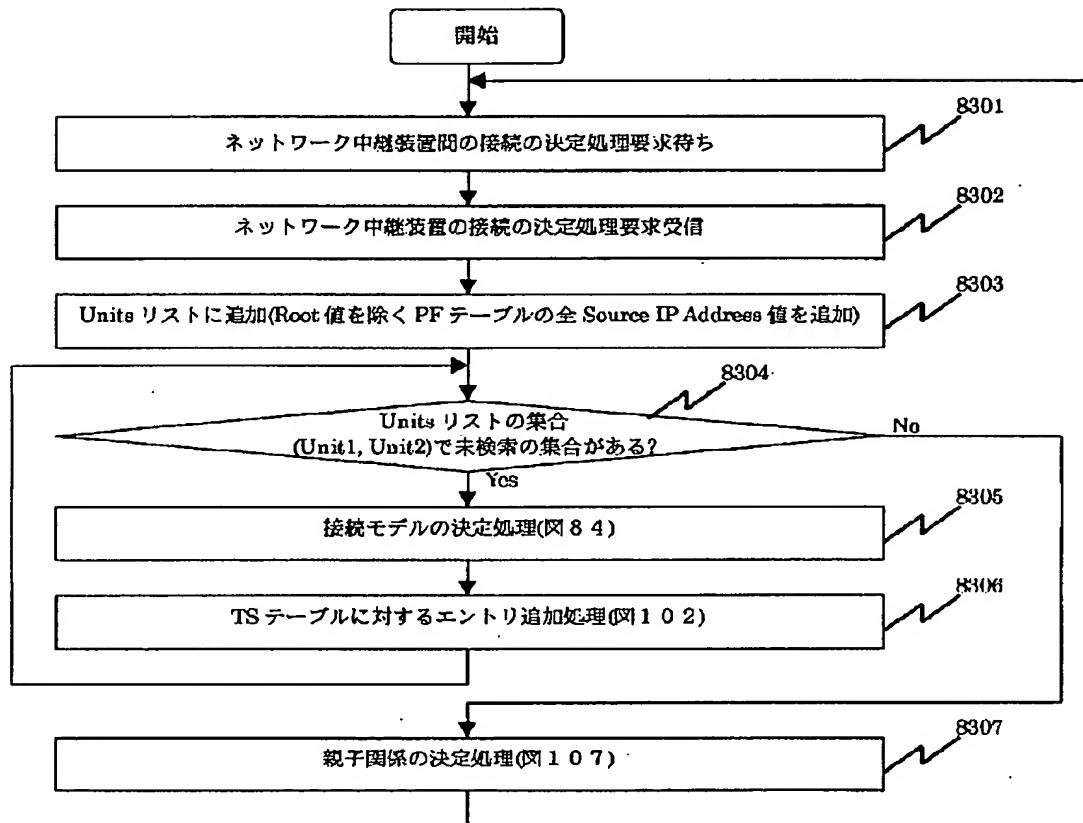 開始
8301
ネットワーク中継装置間の接続の決定処理要求待ち
8302
ネットワーク中継装置の接続の決定処理要求受信
8303
Units リストに追加(Root 値を除く PF テーブルの全 Source IP Address 値を追加)
8304
Units リストの集合
(Unit1, Unit2)で未検索の集合がある?
No
Yes
8305
接続モデルの決定処理(図８４)
8306
TS テーブルに対するエントリ追加処理(図１０２)
8307
親子関係の決定処理(図１０７)